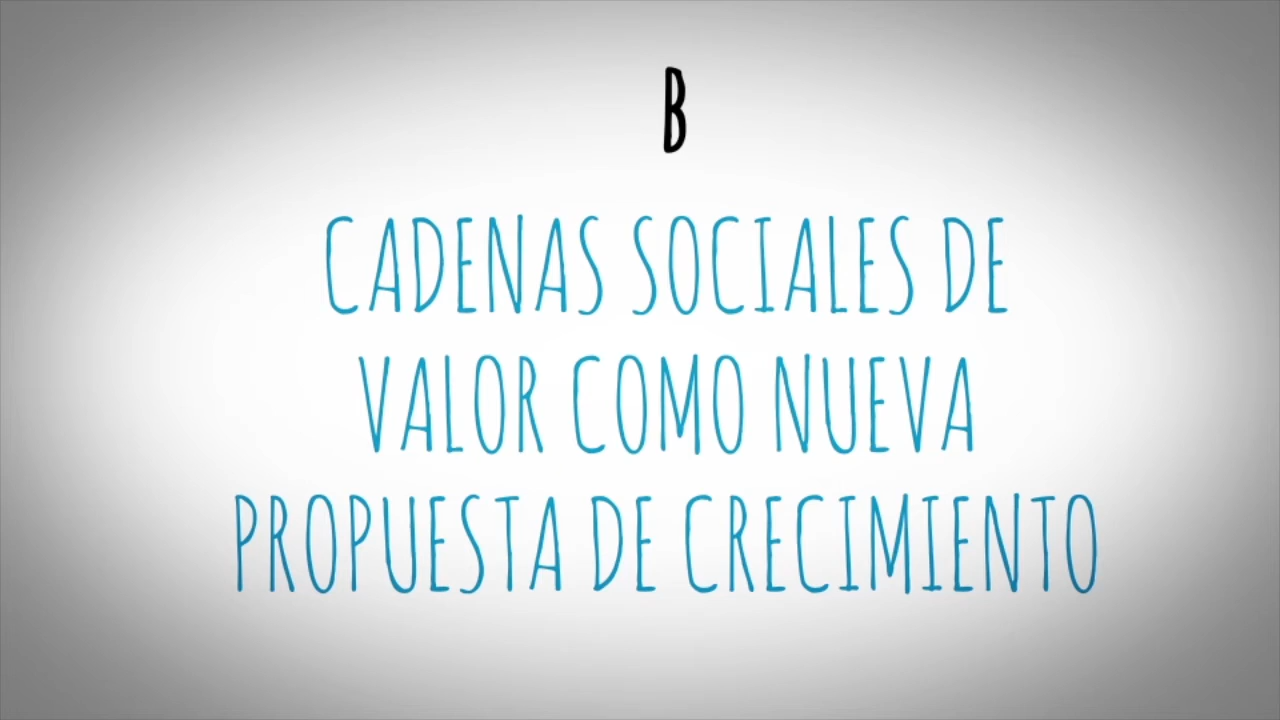 B
CADENAS SOCIALES DE
VALOR COMO NUEVA
PROPUESTA DE CRECIMIENTO